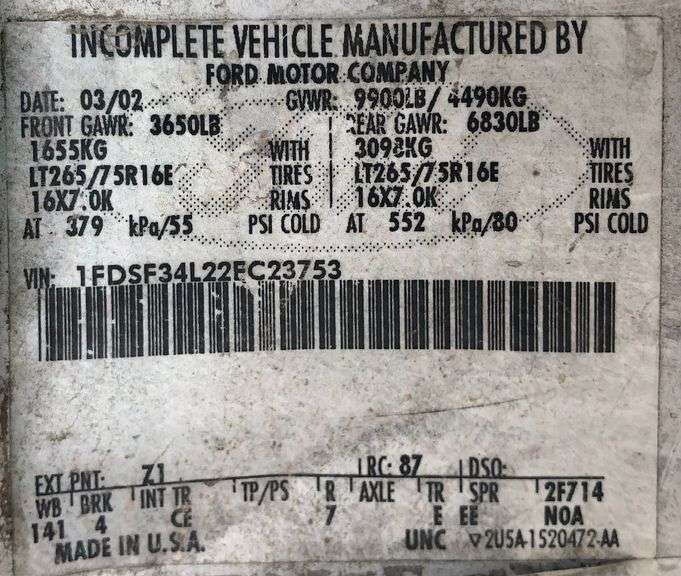 INCOMPLETE VEHICLE MANUFACTURED BY
FORD MOTOR COMPANY
DATE: 03/02 GVWR: 9900LB/ 4490KG
FRONT GAWR: 3650LB REAR GAWR: 6830LB
1655KG WITH 3098KG WITH
LT265/75R16E TIRES LT265/75R16E TIRES
16X7.0K RIMS 16X7.0K RIMS
AT 379 kPa/55 PSI COLD AT 552 kPa/80 PSI COLD
VIN: 1FDSF34L22EC23753
EXT PNT: Z1 RC: 87 DSO:
WB BRK INT TR TP/PS R AXLE TR SPR 2F714
141 4 CE 7 E EE NOA
MADE IN U.S.A. UNC ▽2U5A-1520472-AA